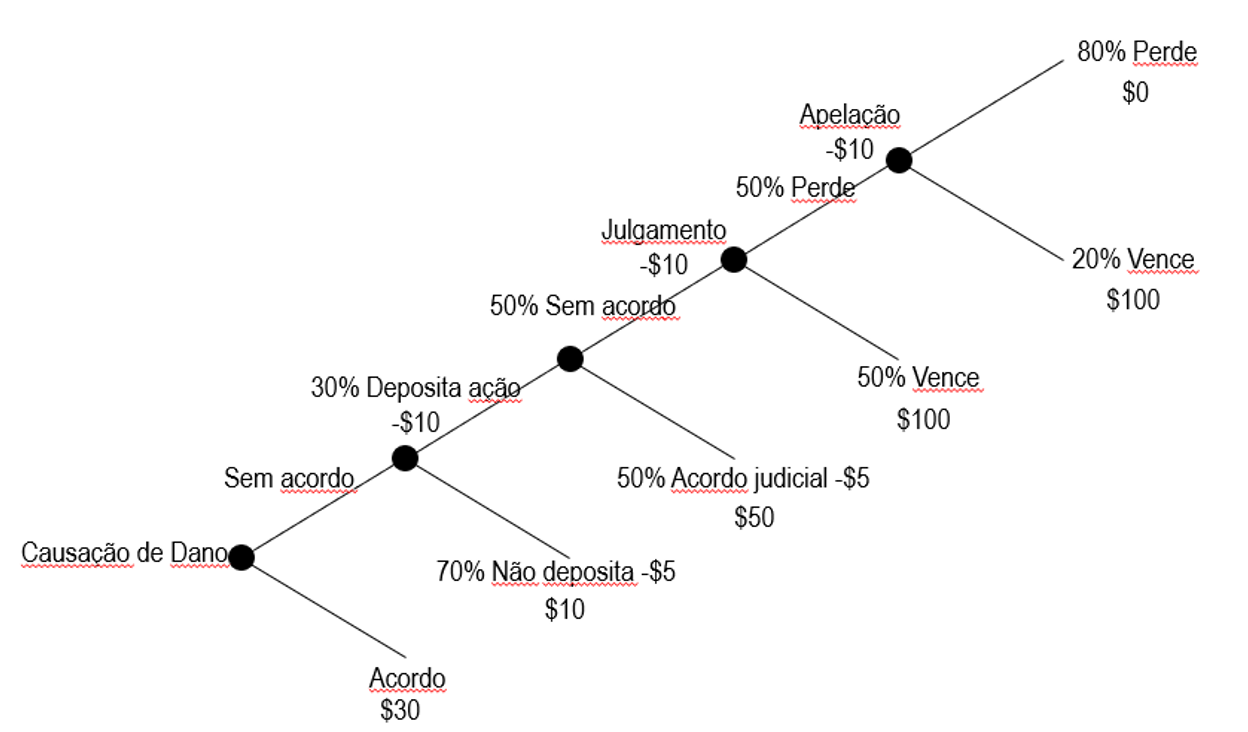 80% Perde
$0
Apelação
-$10
50% Perde
20% Vence
$100
Julgamento
-$10
50% Sem acordo
50% Vence
$100
30% Deposita ação
-$10
Sem acordo
50% Acordo judicial -$5
$50
Causação de Dano
70% Não deposita -$5
$10
Acordo
$30